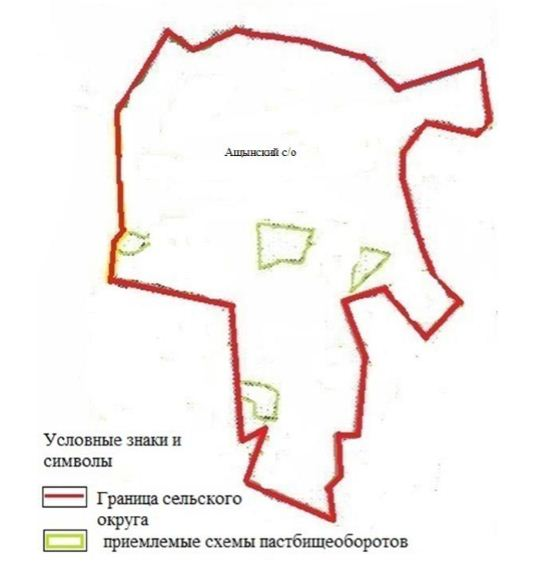 Ащынский с/о
Условные знаки и
символы
Граница сельского
округа
приемлемые схемы пастбищеоборотов